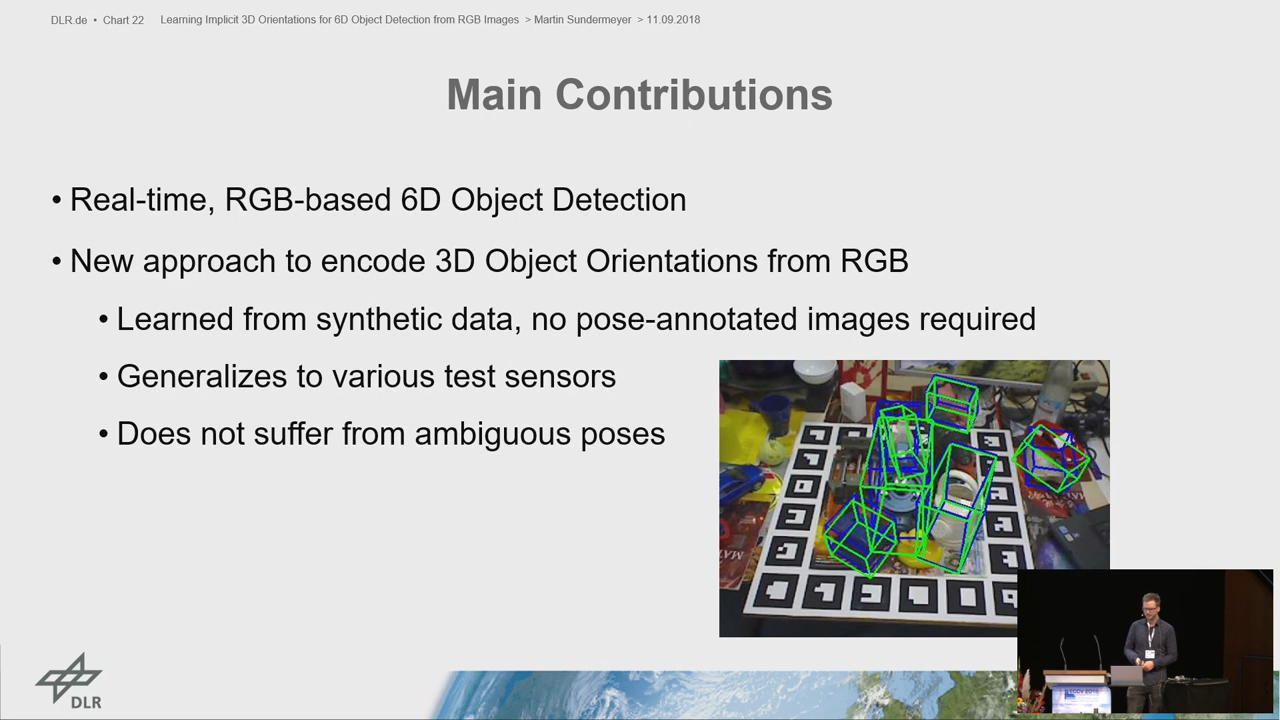 DLR.de • Chart 22 Learning Implicit 3D Orientations for 6D Object Detection from RGB Images > Martin Sundermeyer > 11.09.2018
Main Contributions
• Real-time, RGB-based 6D Object Detection
• New approach to encode 3D Object Orientations from RGB
• Learned from synthetic data, no pose-annotated images required
• Generalizes to various test sensors
• Does not suffer from ambiguous poses
DLR
ECCV 2018